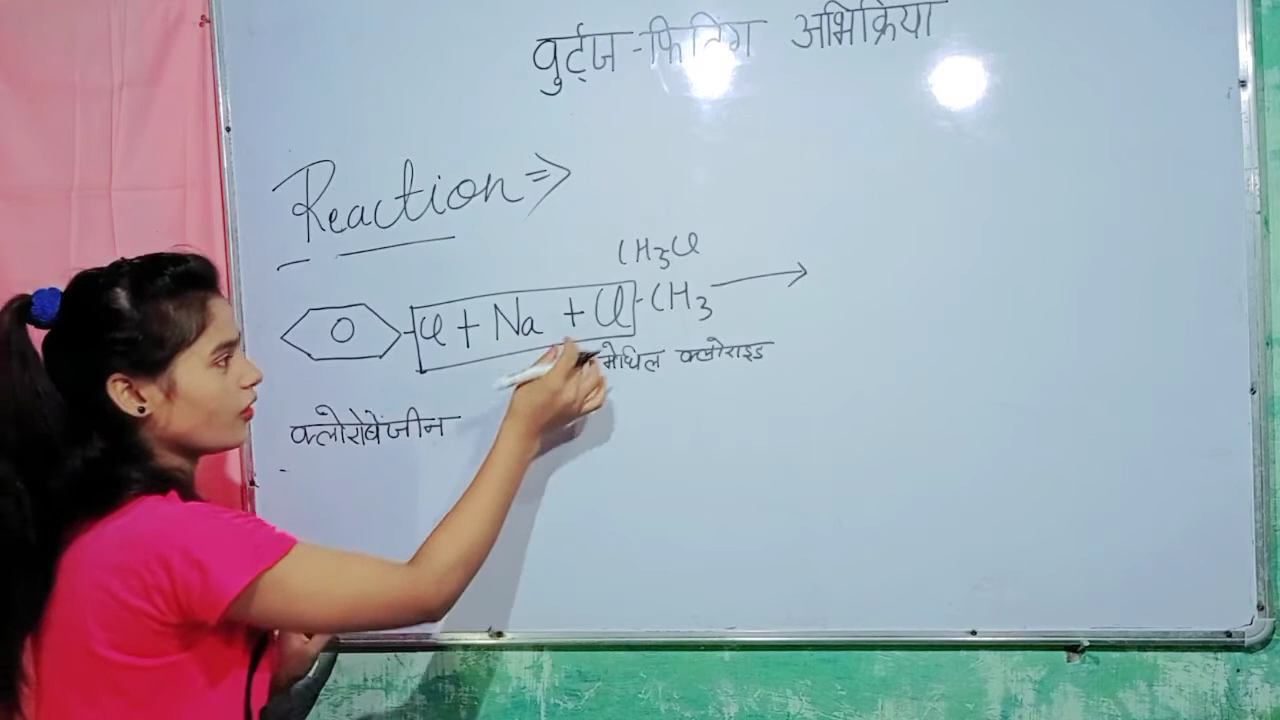 वुर्ट्ज-फिटिग अभिक्रिया
Reaction ⇒
CH₃Cl
Cl + Na + Cl-CH₃ →
मेथिल क्लोराइड
क्लोरोबेंजीन